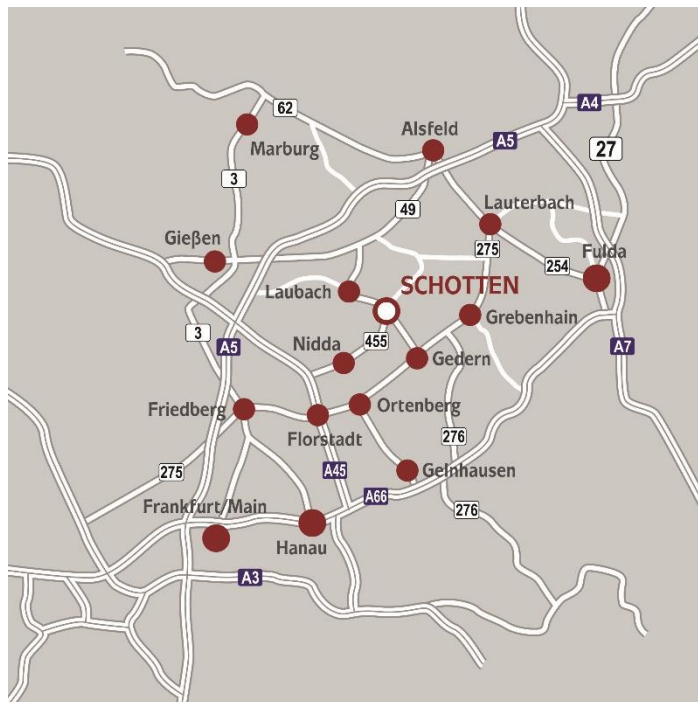 A4
62
Alsfeld
A5
27
Marburg
3
Lauterbach
49
Gießen
275
Fulda
254
SCHOTTEN
Laubach
Grebenhain
3
455
A5
Nidda
A7
Gedern
Friedberg
Ortenberg
Florstadt
276
275
A45
Gelnhausen
A66
Frankfurt/Main
276
Hanau
A3